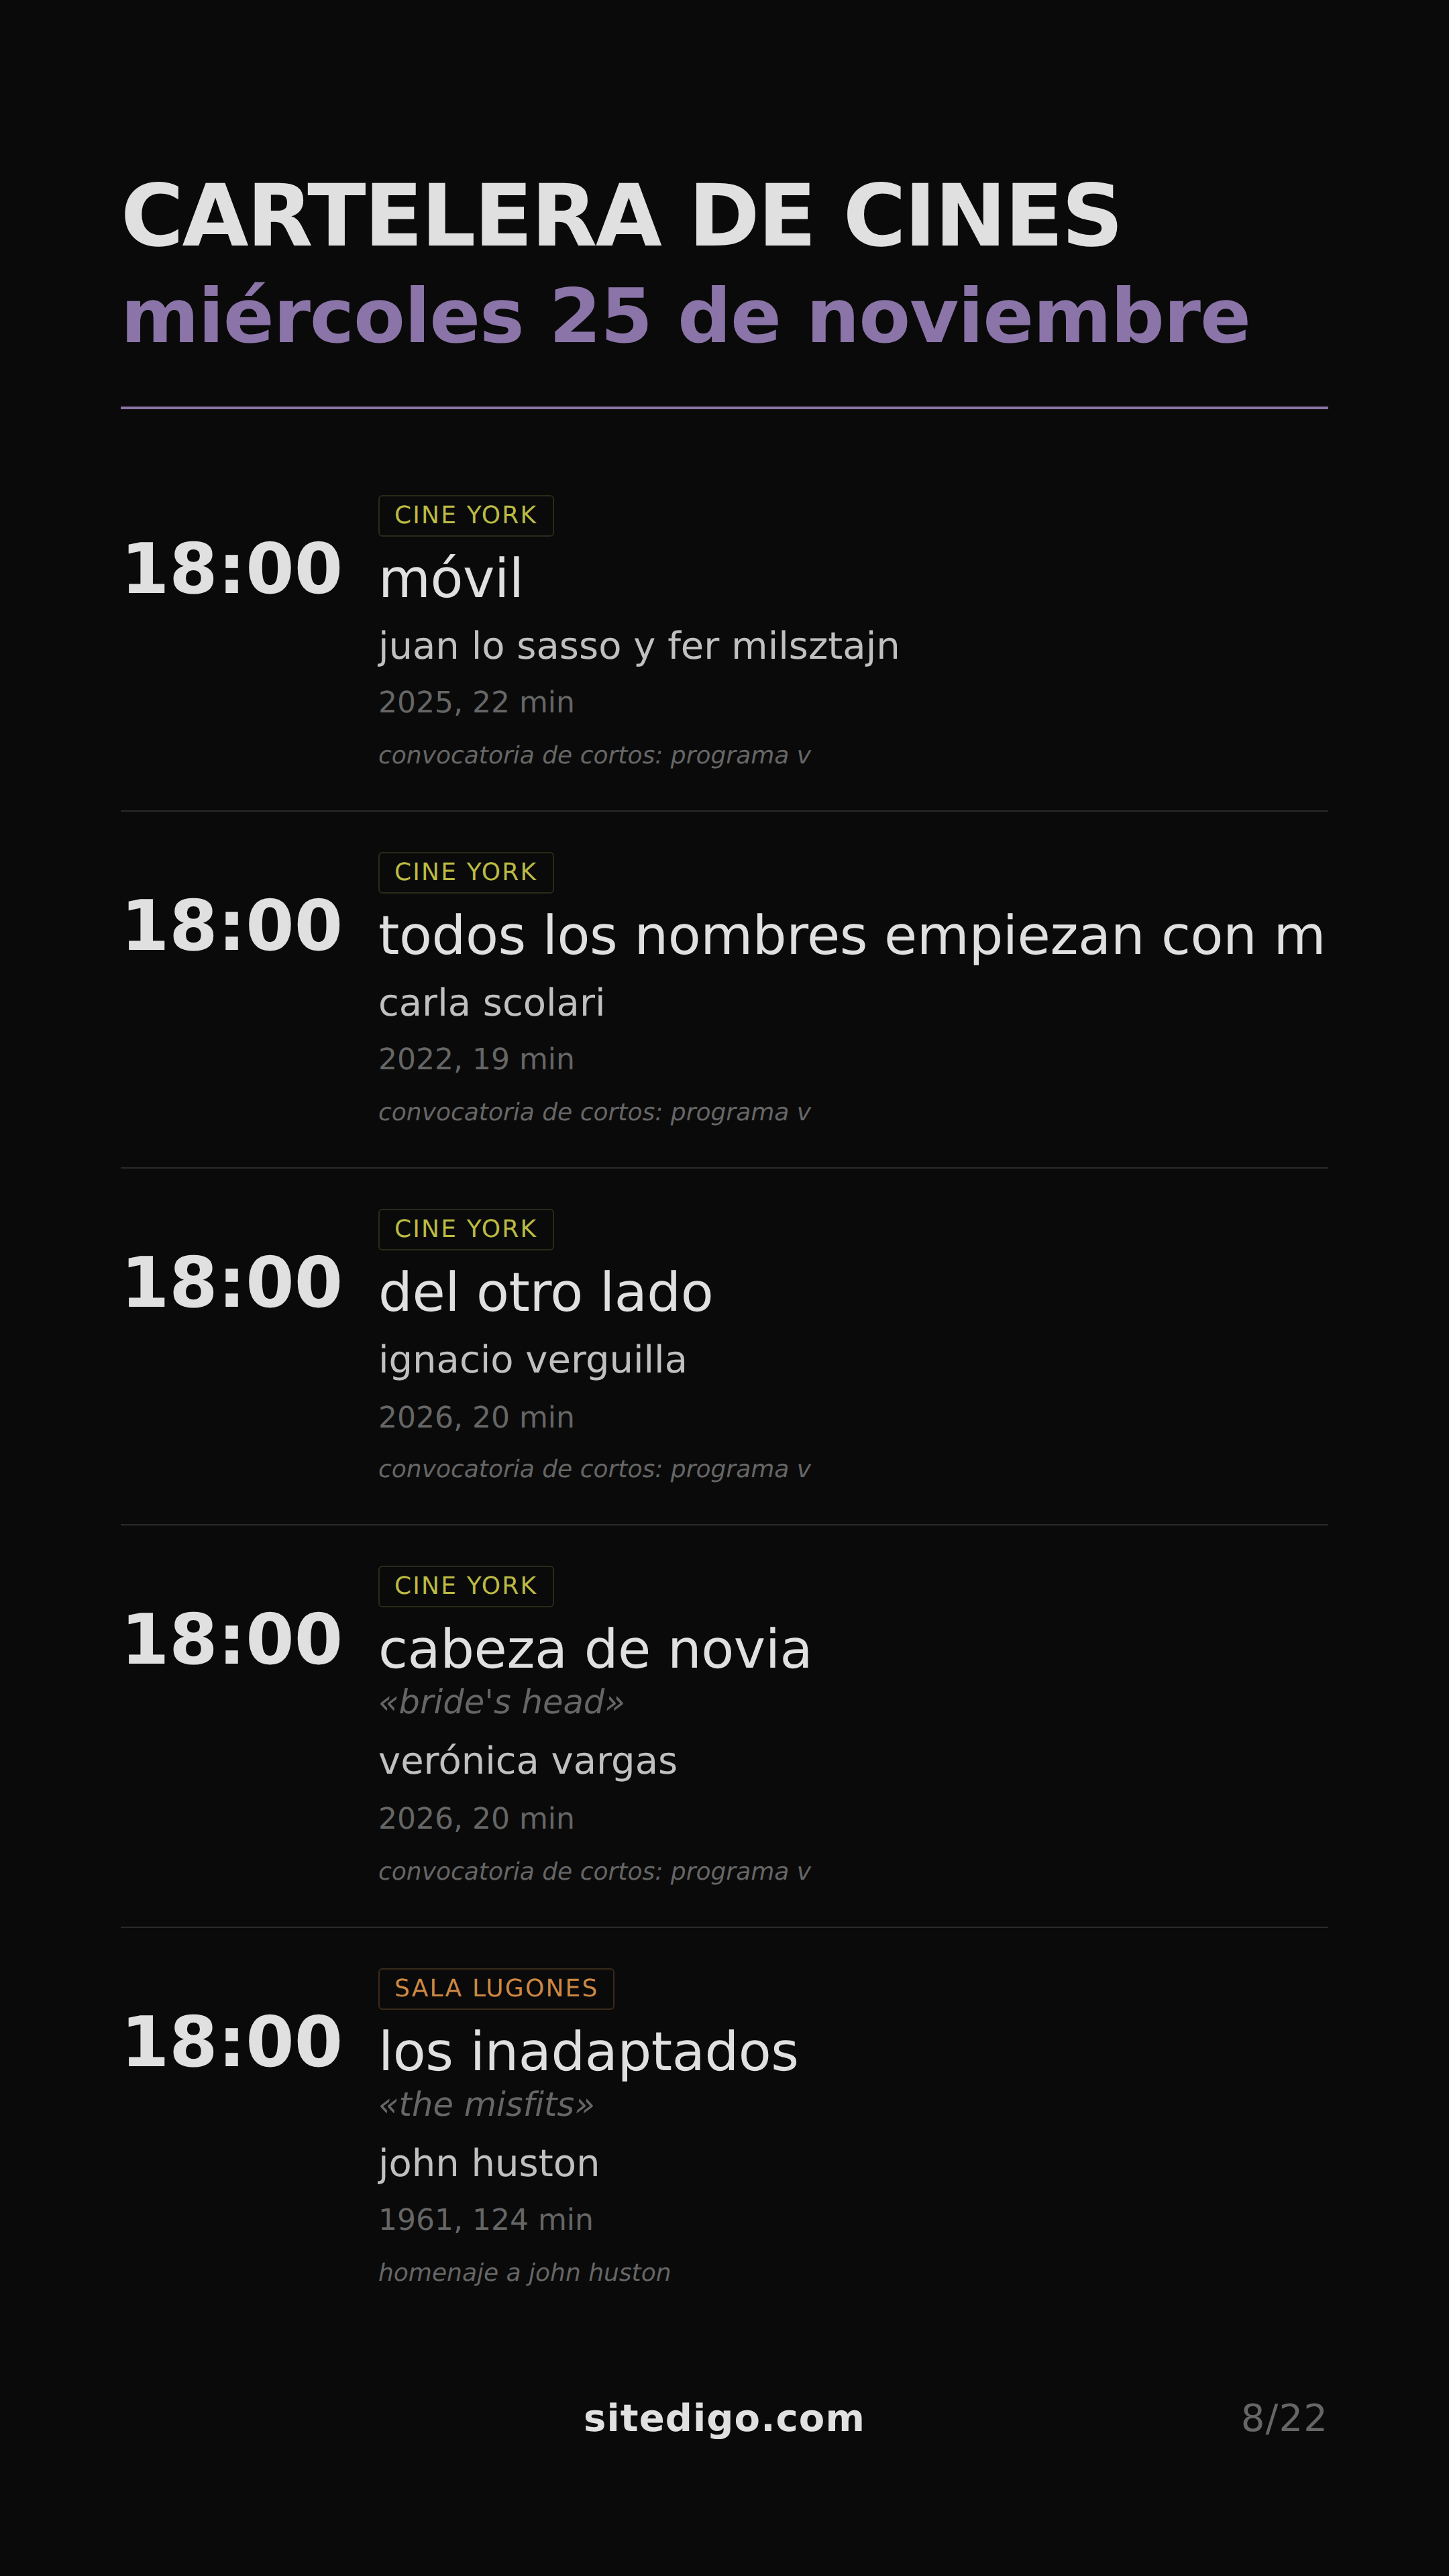 CARTELERA DE CINES
miércoles 25 de noviembre
CINE YORK
18:00 móvil
juan lo sasso y fer milsztajn
2025, 22 min
convocatoria de cortos: programa v
CINE YORK
18:00 todos los nombres empiezan con m
carla scolari
2022, 19 min
convocatoria de cortos: programa v
CINE YORK
18:00 del otro lado
ignacio verguilla
2026, 20 min
convocatoria de cortos: programa v
CINE YORK
18:00 cabeza de novia
«bride's head»
verónica vargas
2026, 20 min
convocatoria de cortos: programa v
SALA LUGONES
18:00 los inadaptados
«the misfits»
john huston
1961, 124 min
homenaje a john huston
sitedigo.com 8/22